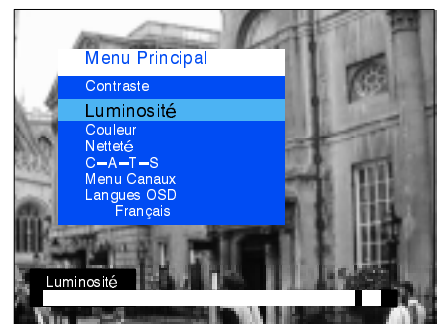 Menu Principal
Contraste
Luminosité
Couleur
Netteté
C-A-T-S
Menu Canaux
Langues OSD
Français
Luminosité